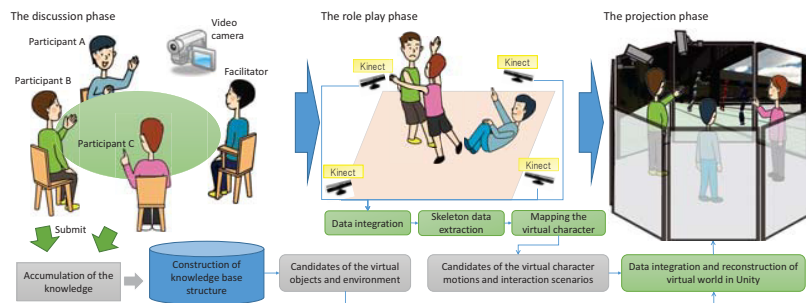 The discussion phase
The role play phase
The projection phase
Video
camera
Participant A
Participant B
Facilitator
Participant C
Kinect
Kinect
Kinect
Kinect
Submit
Data integration
Skeleton data
extraction
Mapping the
virtual character
Accumulation of the
knowledge
Construction of
knowledge base
structure
Candidates of the virtual
objects and environment
Candidates of the virtual character
motions and interaction scenarios
Data integration and reconstruction of
virtual world in Unity